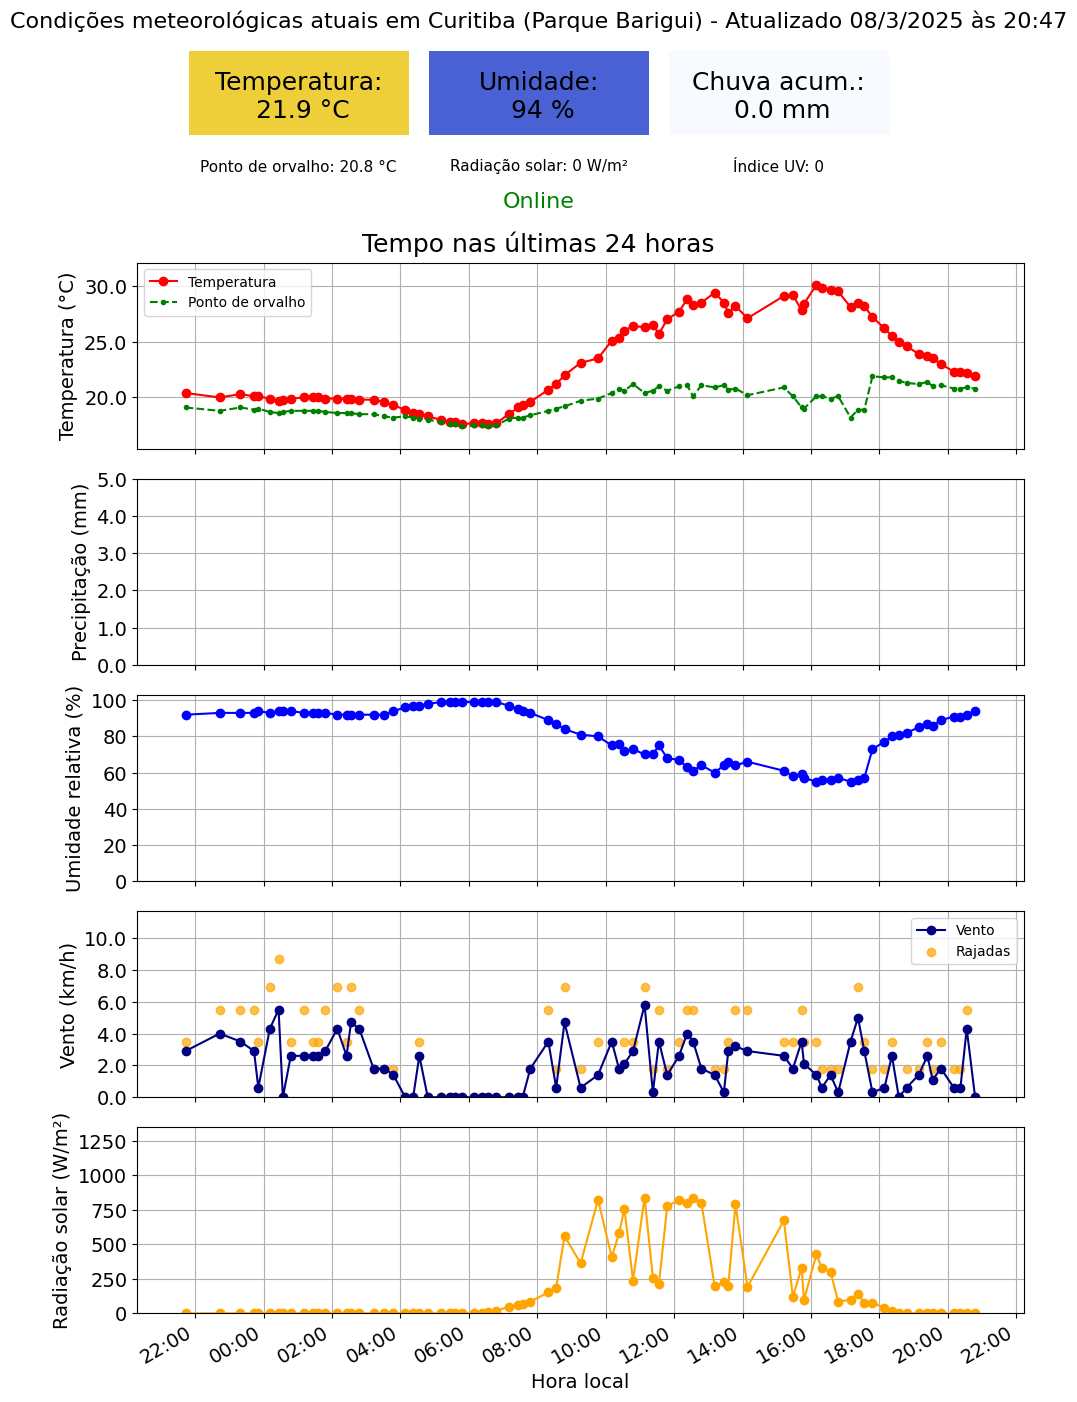 Condições meteorológicas atuais em Curitiba (Parque Barigui) - Atualizado 08/3/2025 às 20:47
Temperatura:
21.9 °C
Umidade:
94 %
Chuva acum.:
0.0 mm
Ponto de orvalho: 20.8 °C
Radiação solar: 0 W/m²
Índice UV: 0
Online
Tempo nas últimas 24 horas
Temperatura (°C)
30.0
25.0
20.0
Temperatura
Ponto de orvalho
Precipitação (mm)
5.0
4.0
3.0
2.0
1.0
0.0
Umidade relativa (%)
100
80
60
40
20
0
Vento (km/h)
10.0
8.0
6.0
4.0
2.0
0.0
Vento
Rajadas
Radiação solar (W/m²)
1250
1000
750
500
250
0
22:00
00:00
02:00
04:00
06:00
08:00
10:00
12:00
14:00
16:00
18:00
20:00
22:00
Hora local